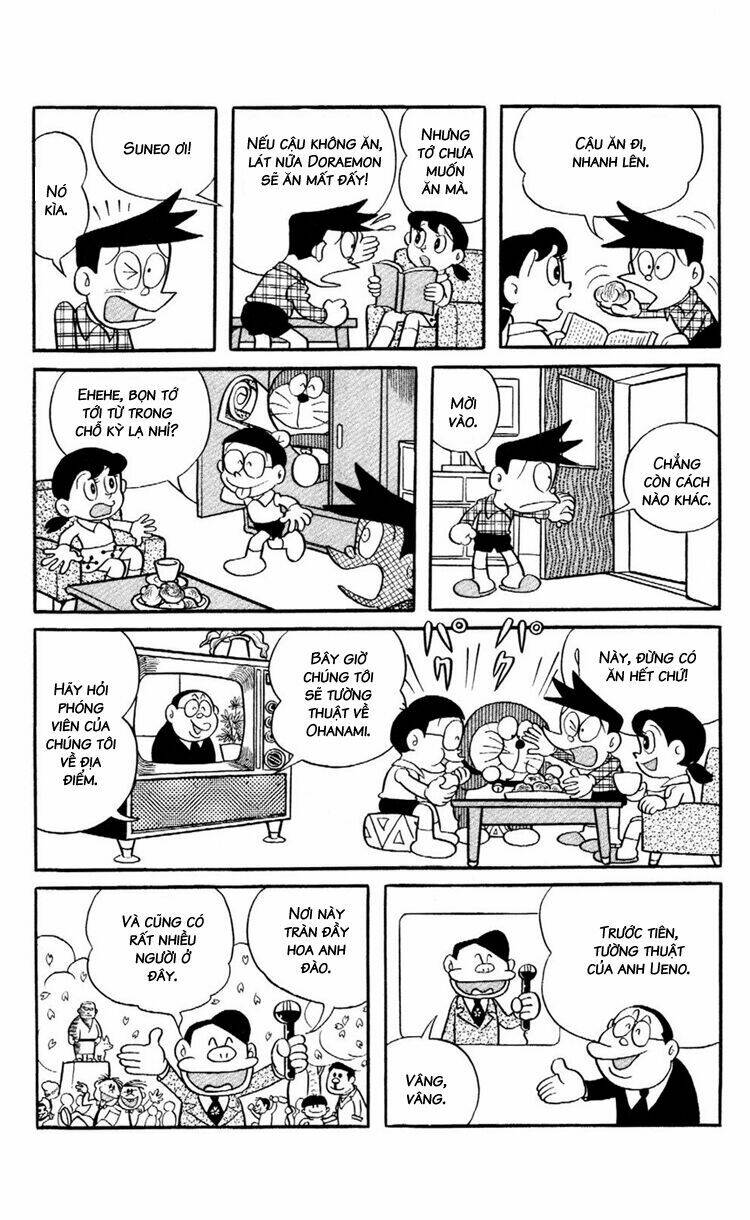 CẬU ĂN ĐI,
NHANH LÊN.
NHƯNG
TỚ CHƯA
MUỐN
ĂN MÀ.
NẾU CẬU KHÔNG ĂN,
LÁT NỮA DORAEMON
SẼ ĂN MẤT ĐẤY!
SUNEO ƠI!
NÓ
KÌA.
CHẲNG
CÒN CÁCH
NÀO KHÁC.
MỜI
VÀO.
EHEHE, BỌN TỚ
TỚI TỪ TRONG
CHỖ KỲ LẠ NHỈ?
NÀY, ĐỪNG CÓ
ĂN HẾT CHỨ!
パク
パク
BÂY GIỜ
CHÚNG TÔI
SẼ TƯỜNG
THUẬT VỀ
OHANAMI.
HÃY HỎI
PHÓNG
VIÊN CỦA
CHÚNG TÔI
VỀ ĐỊA
ĐIỂM.
TRƯỚC TIÊN,
TƯỜNG THUẬT
CỦA ANH UENO.
VÂNG,
VÂNG.
NƠI NÀY
TRÀN ĐẦY
HOA ANH
ĐÀO.
VÀ CŨNG CÓ
RẤT NHIỀU
NGƯỜI Ở
ĐÂY.